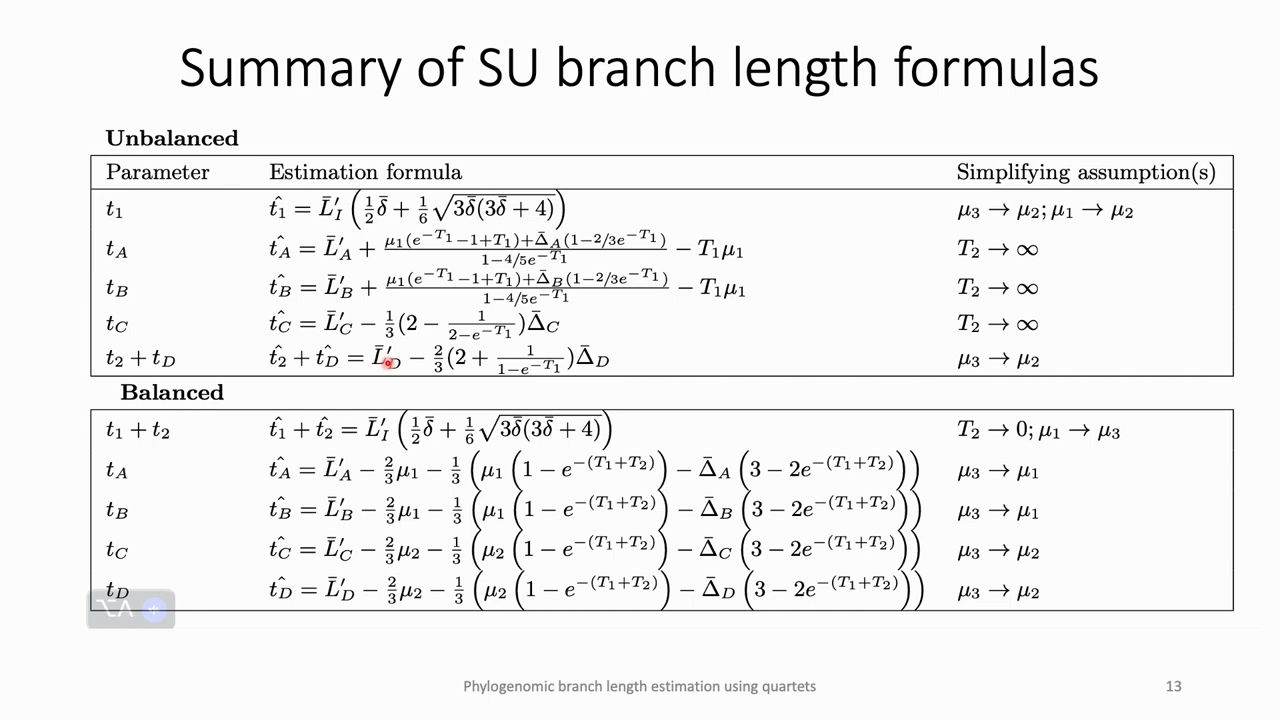 Summary of SU branch length formulas
Unbalanced
Parameter Estimation formula Simplifying assumption(s)
t₁ t̂₁ = L̄′_I (½δ̄ + ⅙√(3δ̄(3δ̄ + 4))) μ₃ → μ₂; μ₁ → μ₂
t_A t̂_A = L̄′_A + (μ₁(e^{−T₁} −1+T₁)+Δ̄_A(1−2/3e^{−T₁}))/(1−4/5e^{−T₁}) − T₁μ₁ T₂ → ∞
t_B t̂_B = L̄′_B + (μ₁(e^{−T₁} −1+T₁)+Δ̄_B(1−2/3e^{−T₁}))/(1−4/5e^{−T₁}) − T₁μ₁ T₂ → ∞
t_C t̂_C = L̄′_C − ⅓(2 − 1/(2−e^{−T₁}))Δ̄_C T₂ → ∞
t₂ + t_D t̂₂ + t̂_D = L̄′_D − ⅔(2 + 1/(1−e^{−T₁}))Δ̄_D μ₃ → μ₂
Balanced
t₁ + t₂ t̂₁ + t̂₂ = L̄′_I (½δ̄ + ⅙√(3δ̄(3δ̄ + 4))) T₂ → 0; μ₁ → μ₃
t_A t̂_A = L̄′_A − ⅔μ₁ − ⅓(μ₁(1 − e^{−(T₁+T₂)}) − Δ̄_A(3 − 2e^{−(T₁+T₂)})) μ₃ → μ₁
t_B t̂_B = L̄′_B − ⅔μ₁ − ⅓(μ₁(1 − e^{−(T₁+T₂)}) − Δ̄_B(3 − 2e^{−(T₁+T₂)})) μ₃ → μ₁
t_C t̂_C = L̄′_C − ⅔μ₂ − ⅓(μ₂(1 − e^{−(T₁+T₂)}) − Δ̄_C(3 − 2e^{−(T₁+T₂)})) μ₃ → μ₂
t_D t̂_D = L̄′_D − ⅔μ₂ − ⅓(μ₂(1 − e^{−(T₁+T₂)}) − Δ̄_D(3 − 2e^{−(T₁+T₂)})) μ₃ → μ₂
Phylogenomic branch length estimation using quartets 13